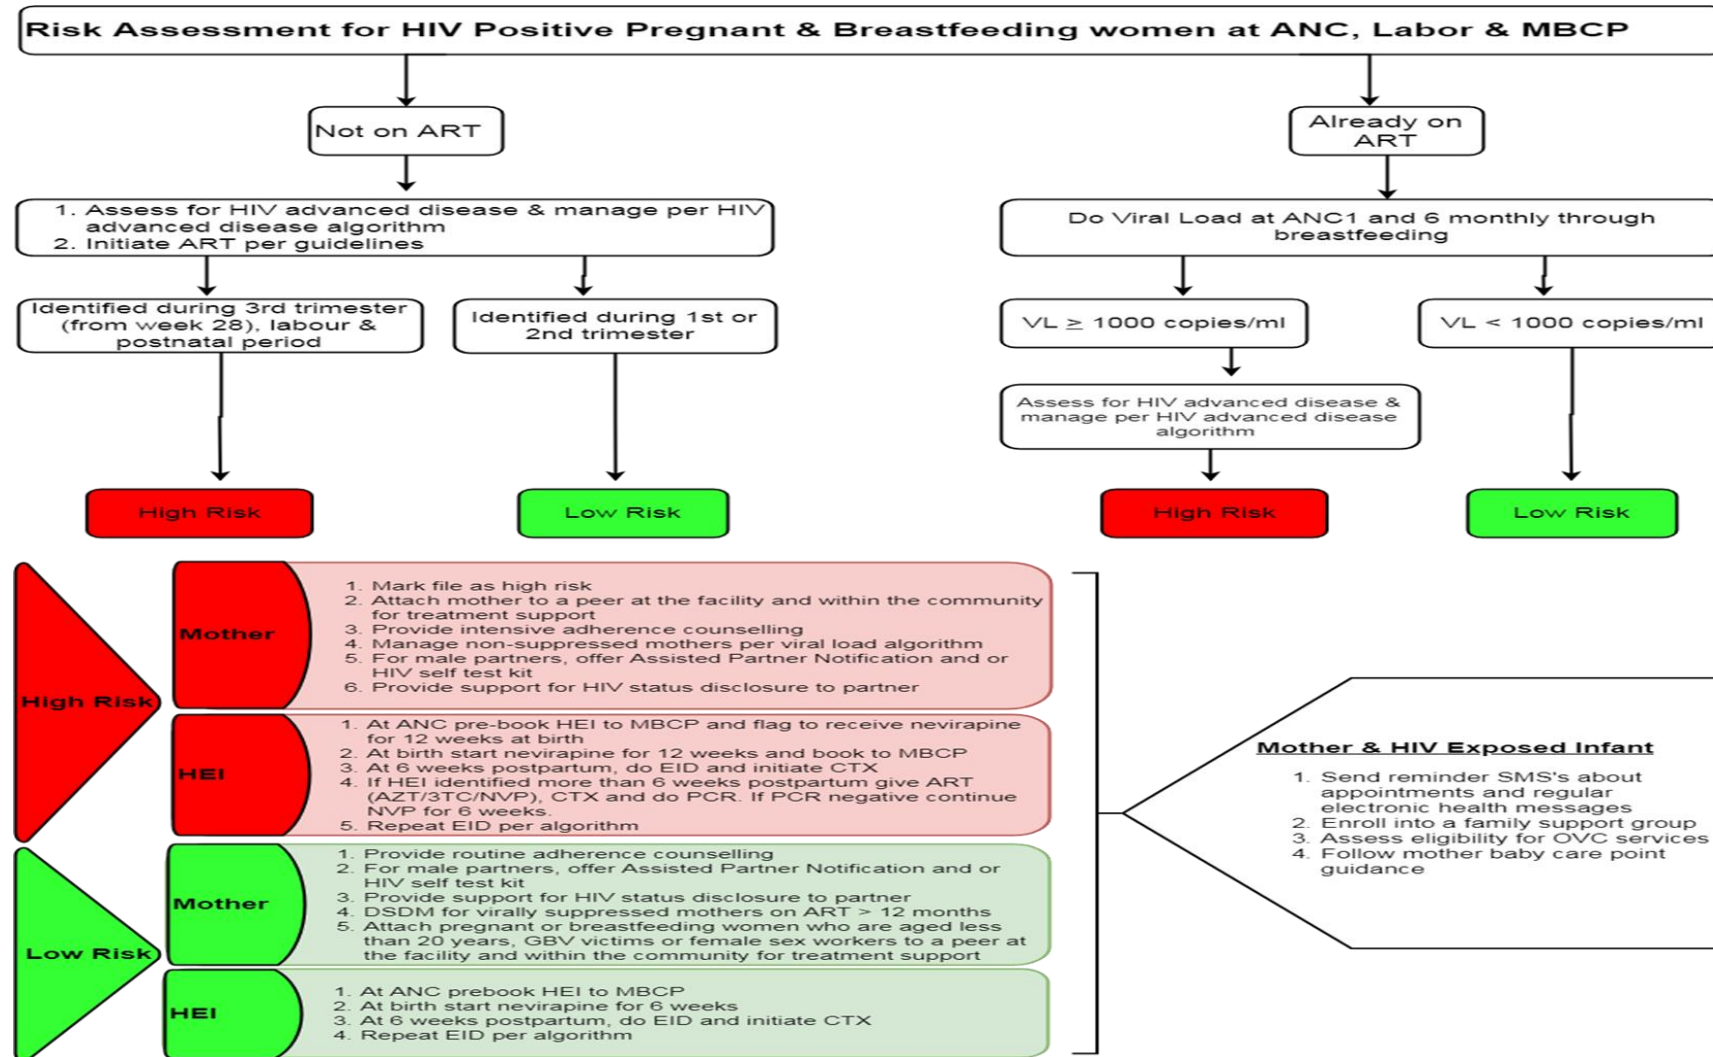 Risk Assessment for HIV Positive Pregnant & Breastfeeding women at ANC, Labor & MBCP
Not on ART
1. Assess for HIV advanced disease & manage per HIV
advanced disease algorithm
2. Initiate ART per guidelines
Identified during 3rd trimester
(from week 28), labour &
postnatal period
Identified during 1st or
2nd trimester
High Risk
Low Risk
Already on
ART
Do Viral Load at ANC1 and 6 monthly through
breastfeeding
VL ≥ 1000 copies/ml
VL < 1000 copies/ml
Assess for HIV advanced disease &
manage per HIV advanced disease
algorithm
High Risk
Low Risk
High Risk
Mother
1. Mark file as high risk
2. Attach mother to a peer at the facility and within the community
for treatment support
3. Provide intensive adherence counselling
4. Manage non-suppressed mothers per viral load algorithm
5. For male partners, offer Assisted Partner Notification and or
HIV self test kit
6. Provide support for HIV status disclosure to partner
HEI
1. At ANC pre-book HEI to MBCP and flag to receive nevirapine
for 12 weeks at birth
2. At birth start nevirapine for 12 weeks and book to MBCP
3. At 6 weeks postpartum, do EID and initiate CTX
4. If HEI identified more than 6 weeks postpartum give ART
(AZT/3TC/NVP), CTX and do PCR. If PCR negative continue
NVP for 6 weeks.
5. Repeat EID per algorithm
Low Risk
Mother
1. Provide routine adherence counselling
2. For male partners, offer Assisted Partner Notification and or
HIV self test kit
3. Provide support for HIV status disclosure to partner
4. DSDM for virally suppressed mothers on ART > 12 months
5. Attach pregnant or breastfeeding women who are aged less
than 20 years, GBV victims or female sex workers to a peer at
the facility and within the community for treatment support
HEI
1. At ANC prebook HEI to MBCP
2. At birth start nevirapine for 6 weeks
3. At 6 weeks postpartum, do EID and initiate CTX
4. Repeat EID per algorithm
Mother & HIV Exposed Infant
1. Send reminder SMS's about
appointments and regular
electronic health messages
2. Enroll into a family support group
3. Assess eligibility for OVC services
4. Follow mother baby care point
guidance